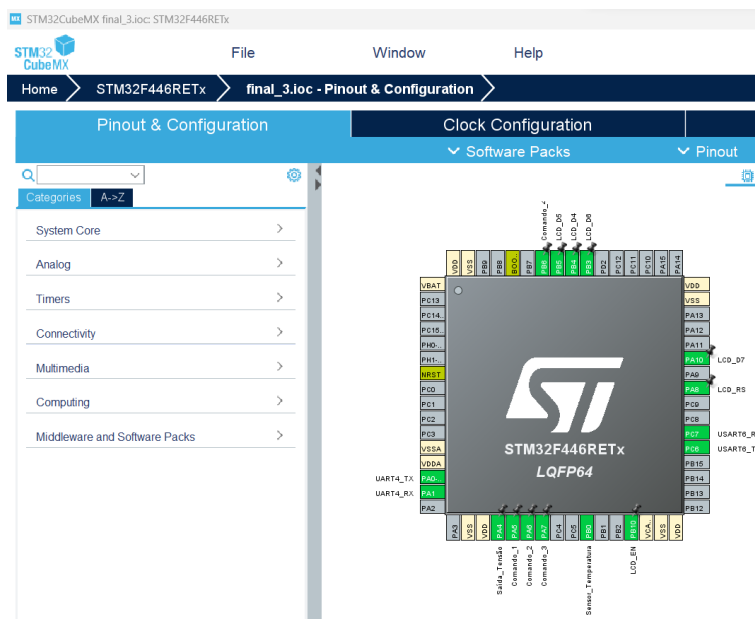 STM32CubeMX final_3.ioc: STM32F446RETx
STM32
CubeMX
File
Window
Help
Home
STM32F446RETx
final_3.ioc - Pinout & Configuration
Pinout & Configuration
Clock Configuration
Software Packs
Pinout
Categories
A->Z
System Core
Analog
Timers
Connectivity
Multimedia
Computing
Middleware and Software Packs
LCD_D5
LCD_D4
LCD_D6
VDD
VSS
PB9
PB8
BOO..
PB7
PB6
PB5
PB4
PB3
PD2
PC12
PC11
PC10
PA15
PA14
VBAT
PC13
PC14..
PC15..
PH0-..
PH1-..
NRST
PC0
PC1
PC2
PC3
VSSA
VDDA
UART4_TX
PA0-..
UART4_RX
PA1
PA2
VDD
VSS
PA13
PA12
PA11
PA10
LCD_D7
PA9
PA8
LCD_RS
PC9
PC8
PC7
PC6
PB15
PB14
PB13
PB12
STM32F446RETx
LQFP64
PA3
VSS
VDD
PA4
PA5
PA6
PA7
PC4
PC5
PB0
PB1
PB2
PB10
VCA..
VSS
VDD
Saída_Tensão
Comando_1
Comando_2
Comando_3
Sensor_Temperatura
LCD_EN